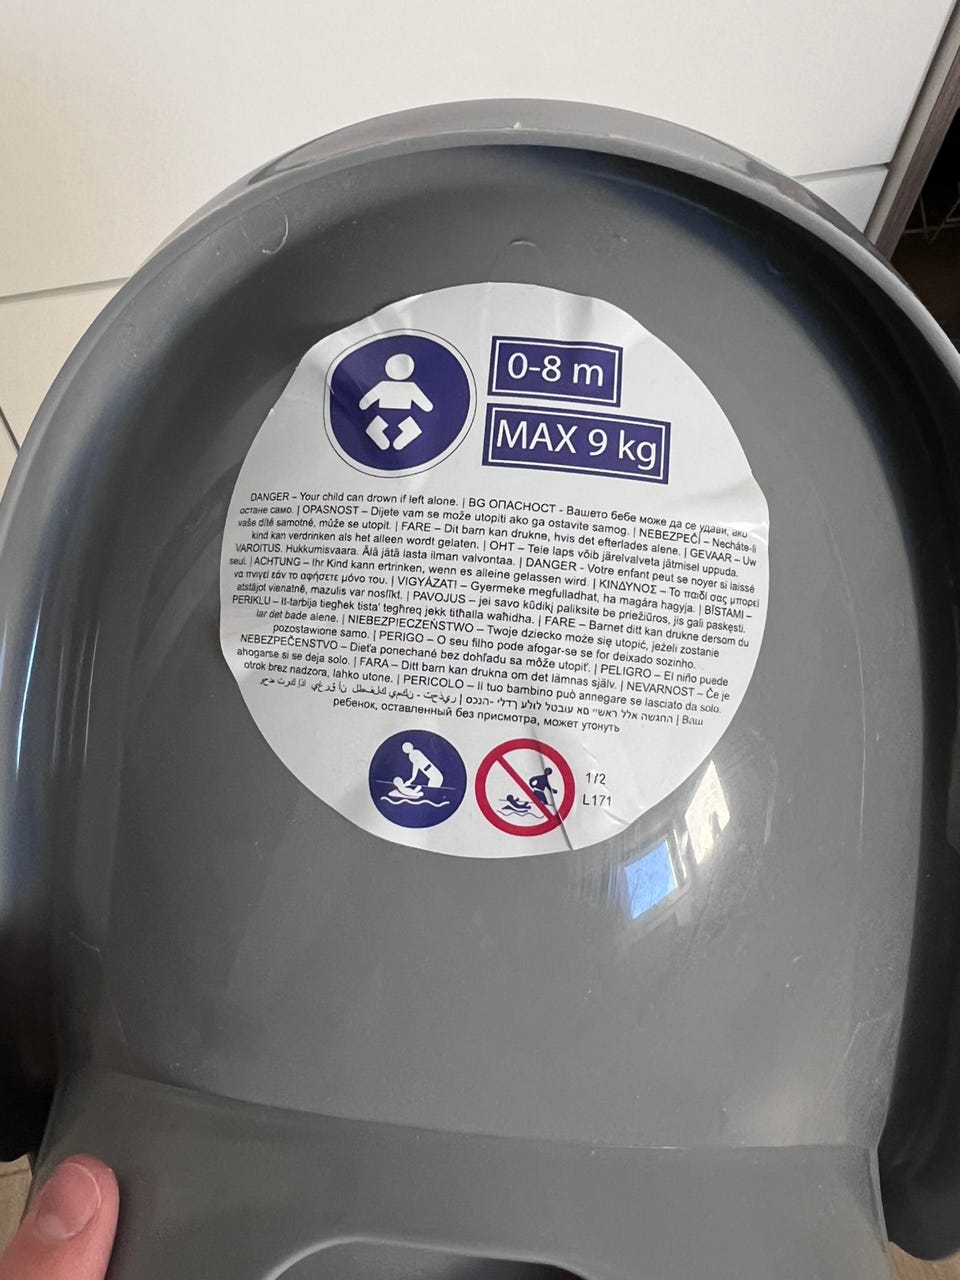 0-8 m
MAX 9 kg
DANGER – Your child can drown if left alone. | BG ОПАСНОСТ - Вашето бебе може да се удави, ако
остане само. | OPASNOST – Dijete vam se može utopiti ako ga ostavite samog. | NEBEZPEČÍ – Necháte-li
vaše dítě samotné, může se utopit. | FARE – Dit barn kan drukne, hvis det efterlades alene. | GEVAAR – Uw
kind kan verdrinken als het alleen wordt gelaten. | OHT – Teie laps võib järelvalveta jätmisel uppuda.
VAROITUS. Hukkumisvaara. Älä jätä lasta ilman valvontaa. | DANGER - Votre enfant peut se noyer si laissé
seul. | ACHTUNG – Ihr Kind kann ertrinken, wenn es alleine gelassen wird. | ΚΙΝΔΥΝΟΣ – Το παιδί σας μπορεί
να πνιγεί εάν το αφήσετε μόνο του. | VIGYÁZAT! – Gyermeke megfulladhat, ha magára hagyja. | BĪSTAMI –
atstājot vienatnē, mazulis var noslīkt. | PAVOJUS – jei savo kūdikį paliksite be priežiūros, jis gali paskęsti.
PERIKLU – It-tarbija tiegħek tista' tegħreq jekk titħalla waħidha. | FARE – Barnet ditt kan drukne dersom du
lar det bade alene. | NIEBEZPIECZEŃSTWO – Twoje dziecko może się utopić, jeżeli zostanie
pozostawione samo. | PERIGO – O seu filho pode afogar-se se for deixado sozinho.
NEBEZPEČENSTVO – Dieťa ponechané bez dohľadu sa môže utopiť. | PELIGRO – El niño puede
ahogarse si se deja solo. | FARA – Ditt barn kan drukna om det lämnas själv. | NEVARNOST – Če je
otrok brez nadzora, lahko utone. | PERICOLO – Il tuo bambino può annegare se lasciato da solo.
| Ваш
ребенок, оставленный без присмотра, может утонуть
1/2
L171